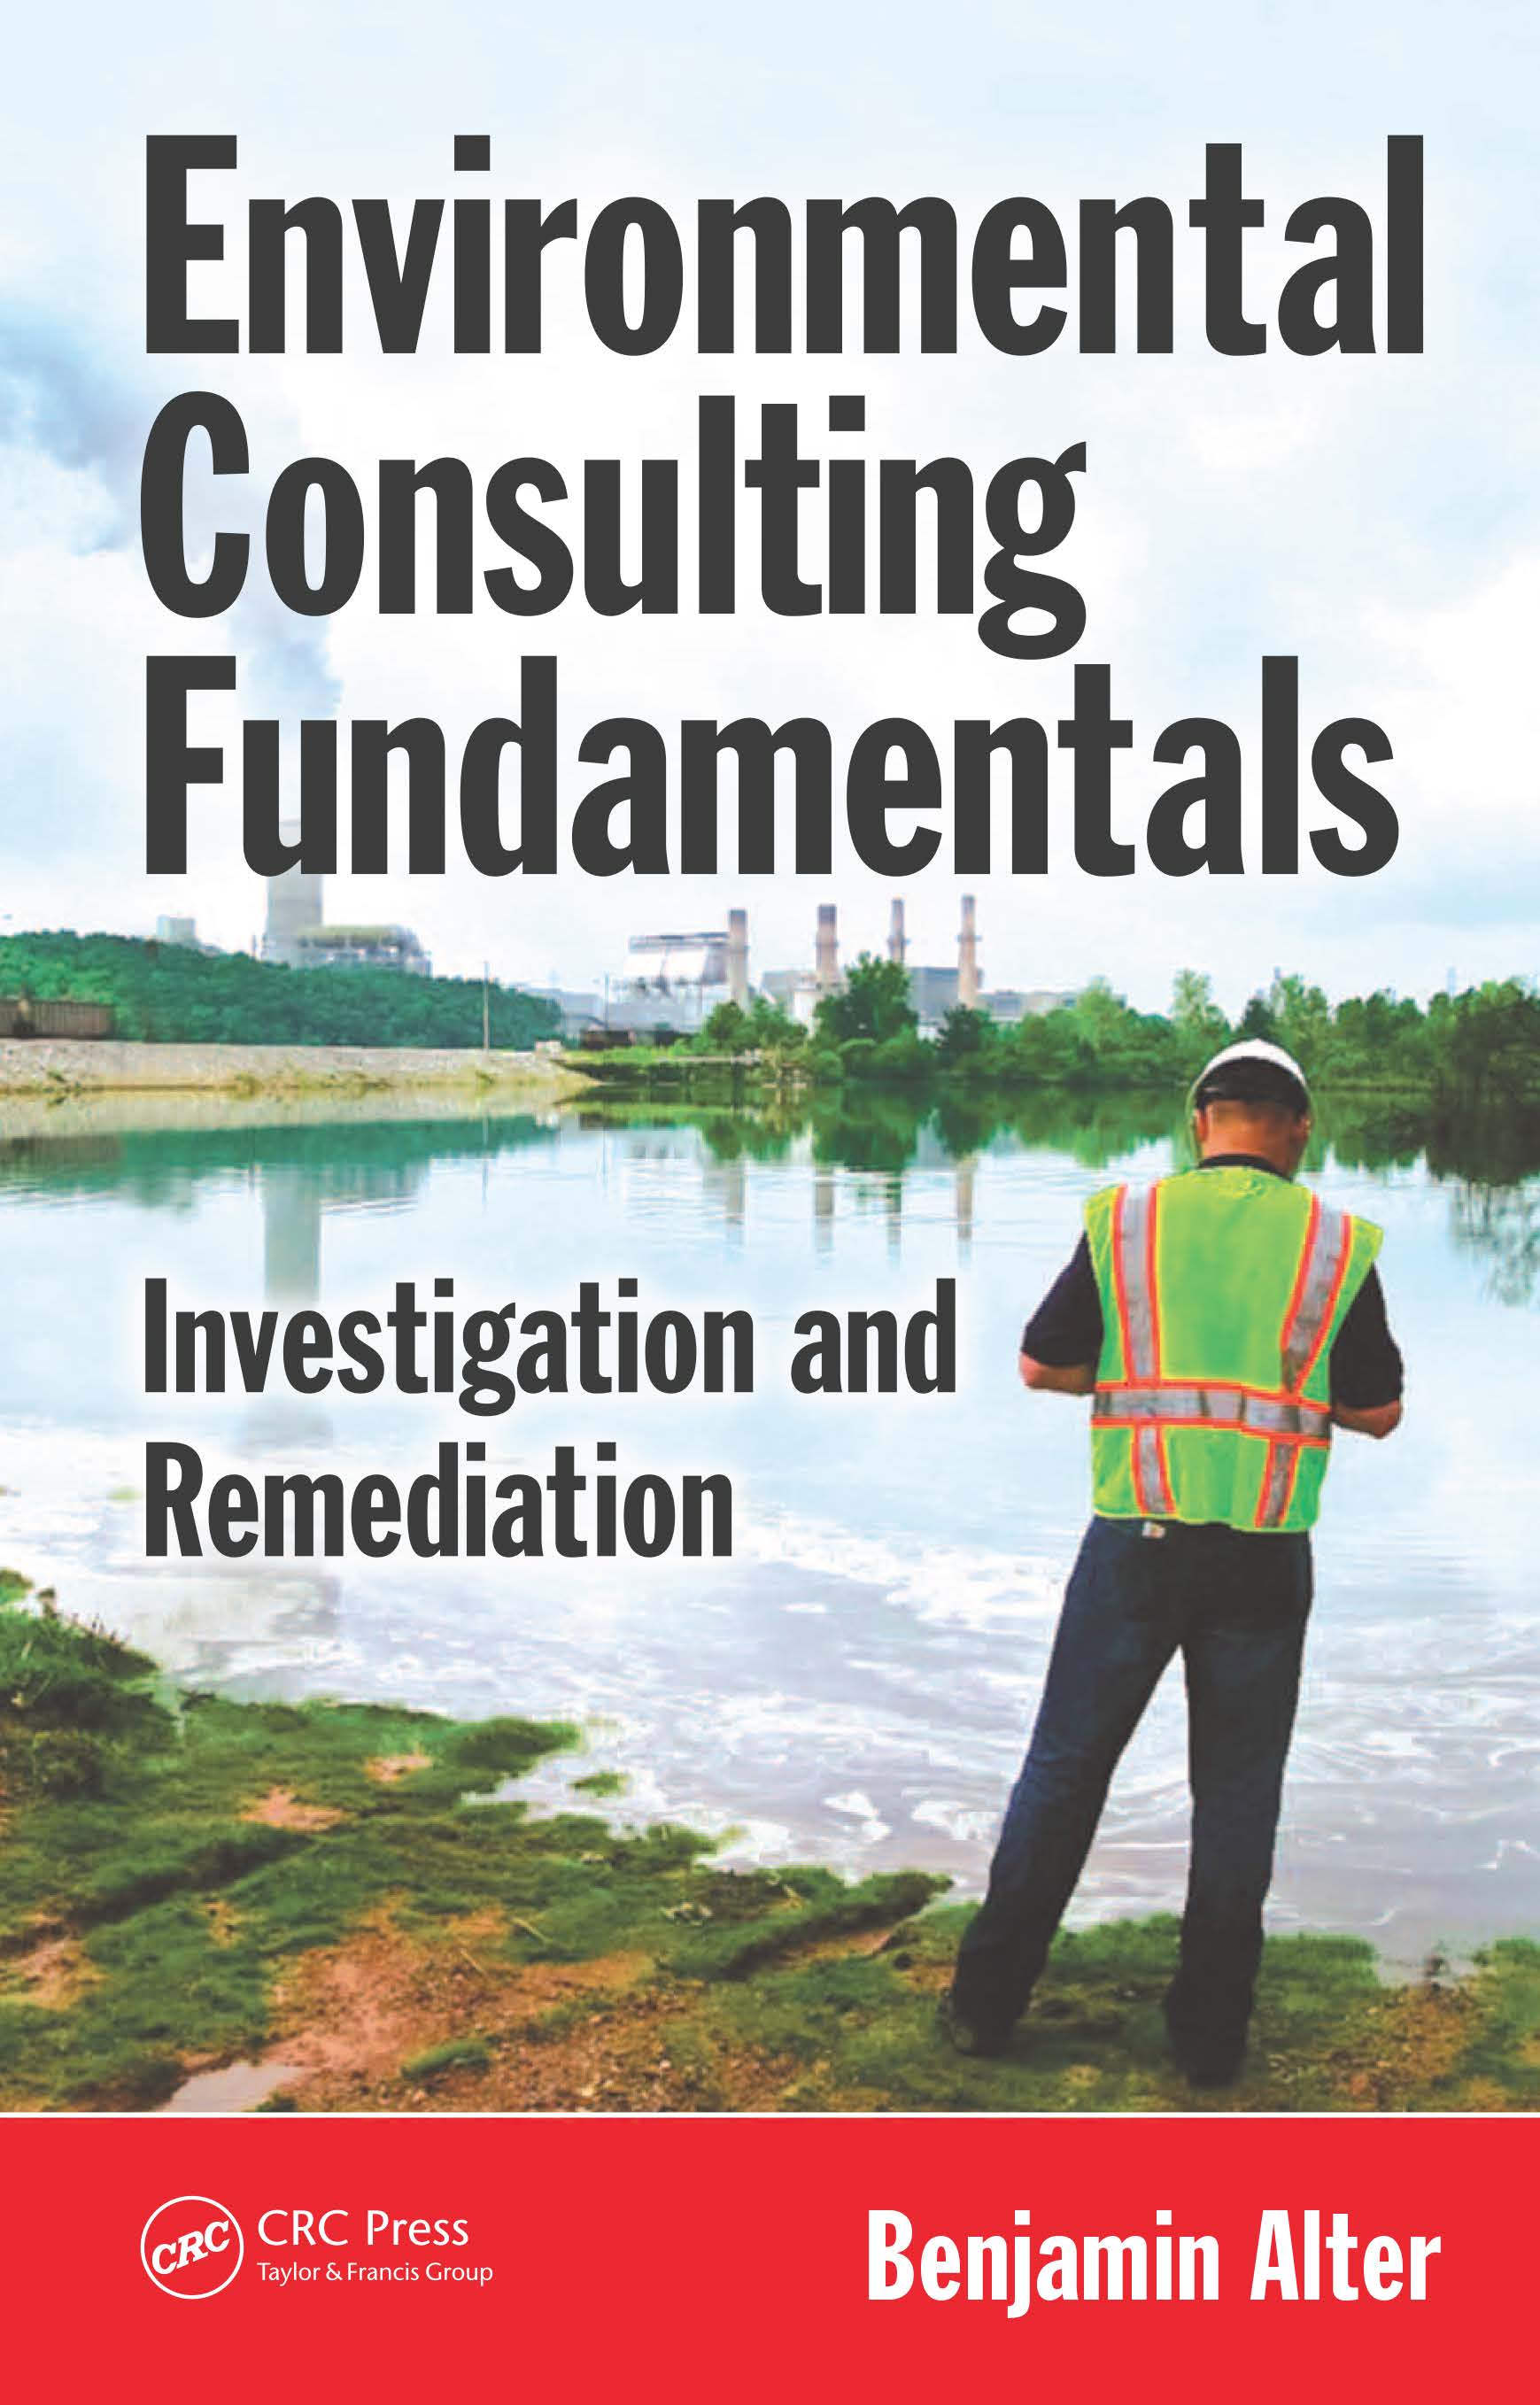 Environmental
Consulting
Fundamentals
Investigation and
Remediation
CRC CRC Press
Taylor & Francis Group
Benjamin Alter